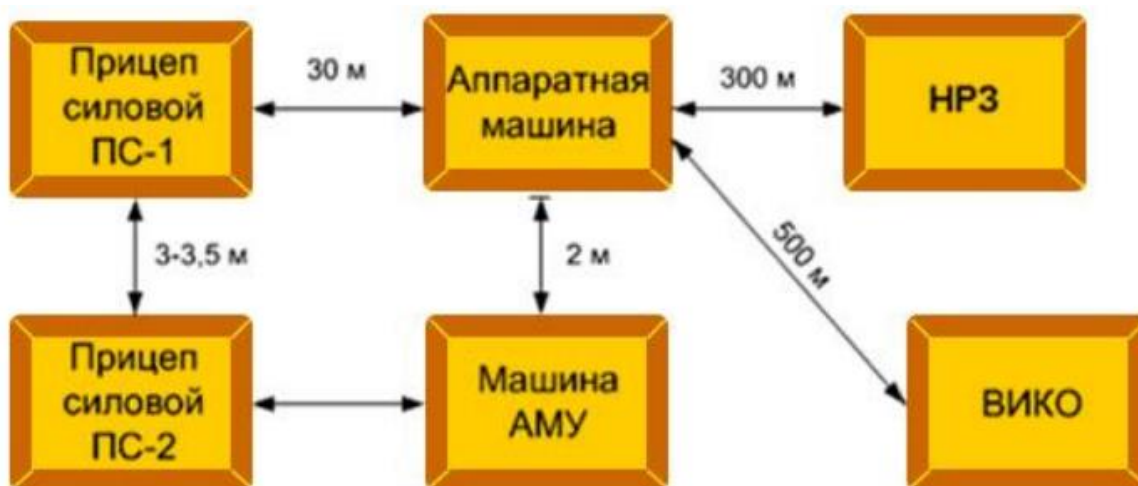 Прицеп
силовой
ПС-1
30 м
Аппаратная
машина
300 м
НРЗ
3-3,5 м
2 м
500 м
Прицеп
силовой
ПС-2
Машина
АМУ
ВИКО